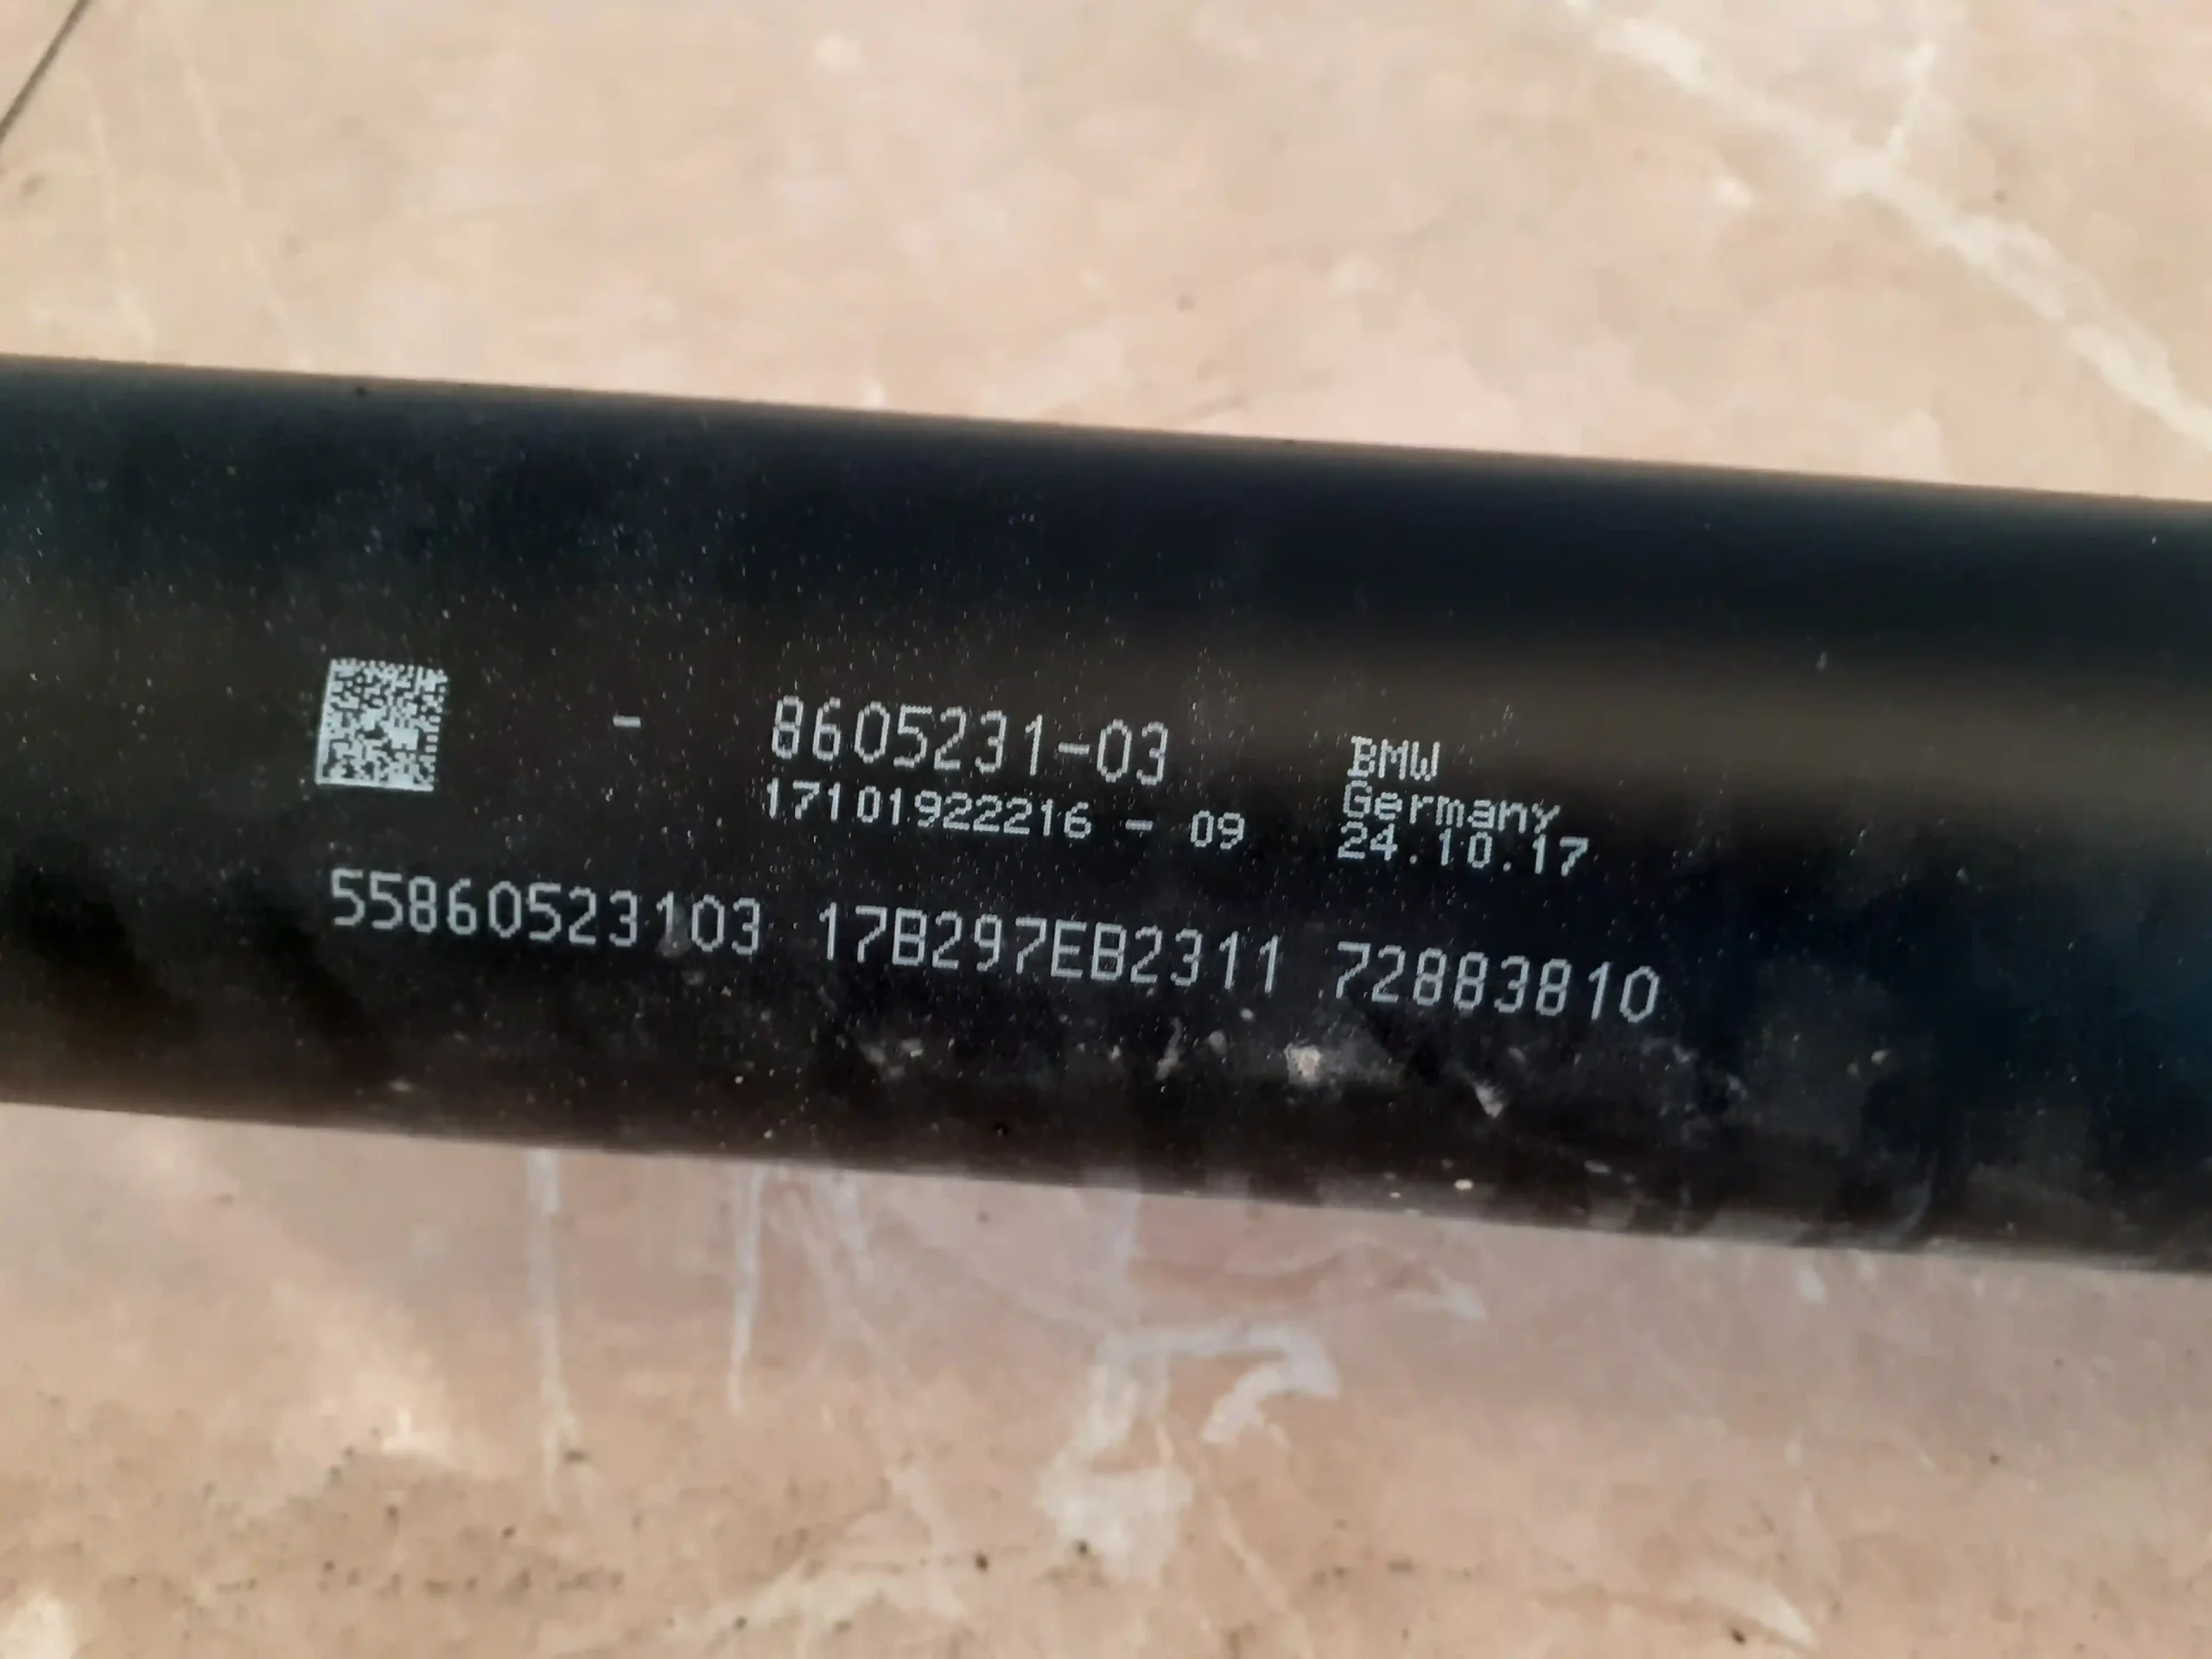 - 8605231-03
17101922216 - 09
BMW
Germany
24.10.17
55860523103 17B297EB2311 72883810